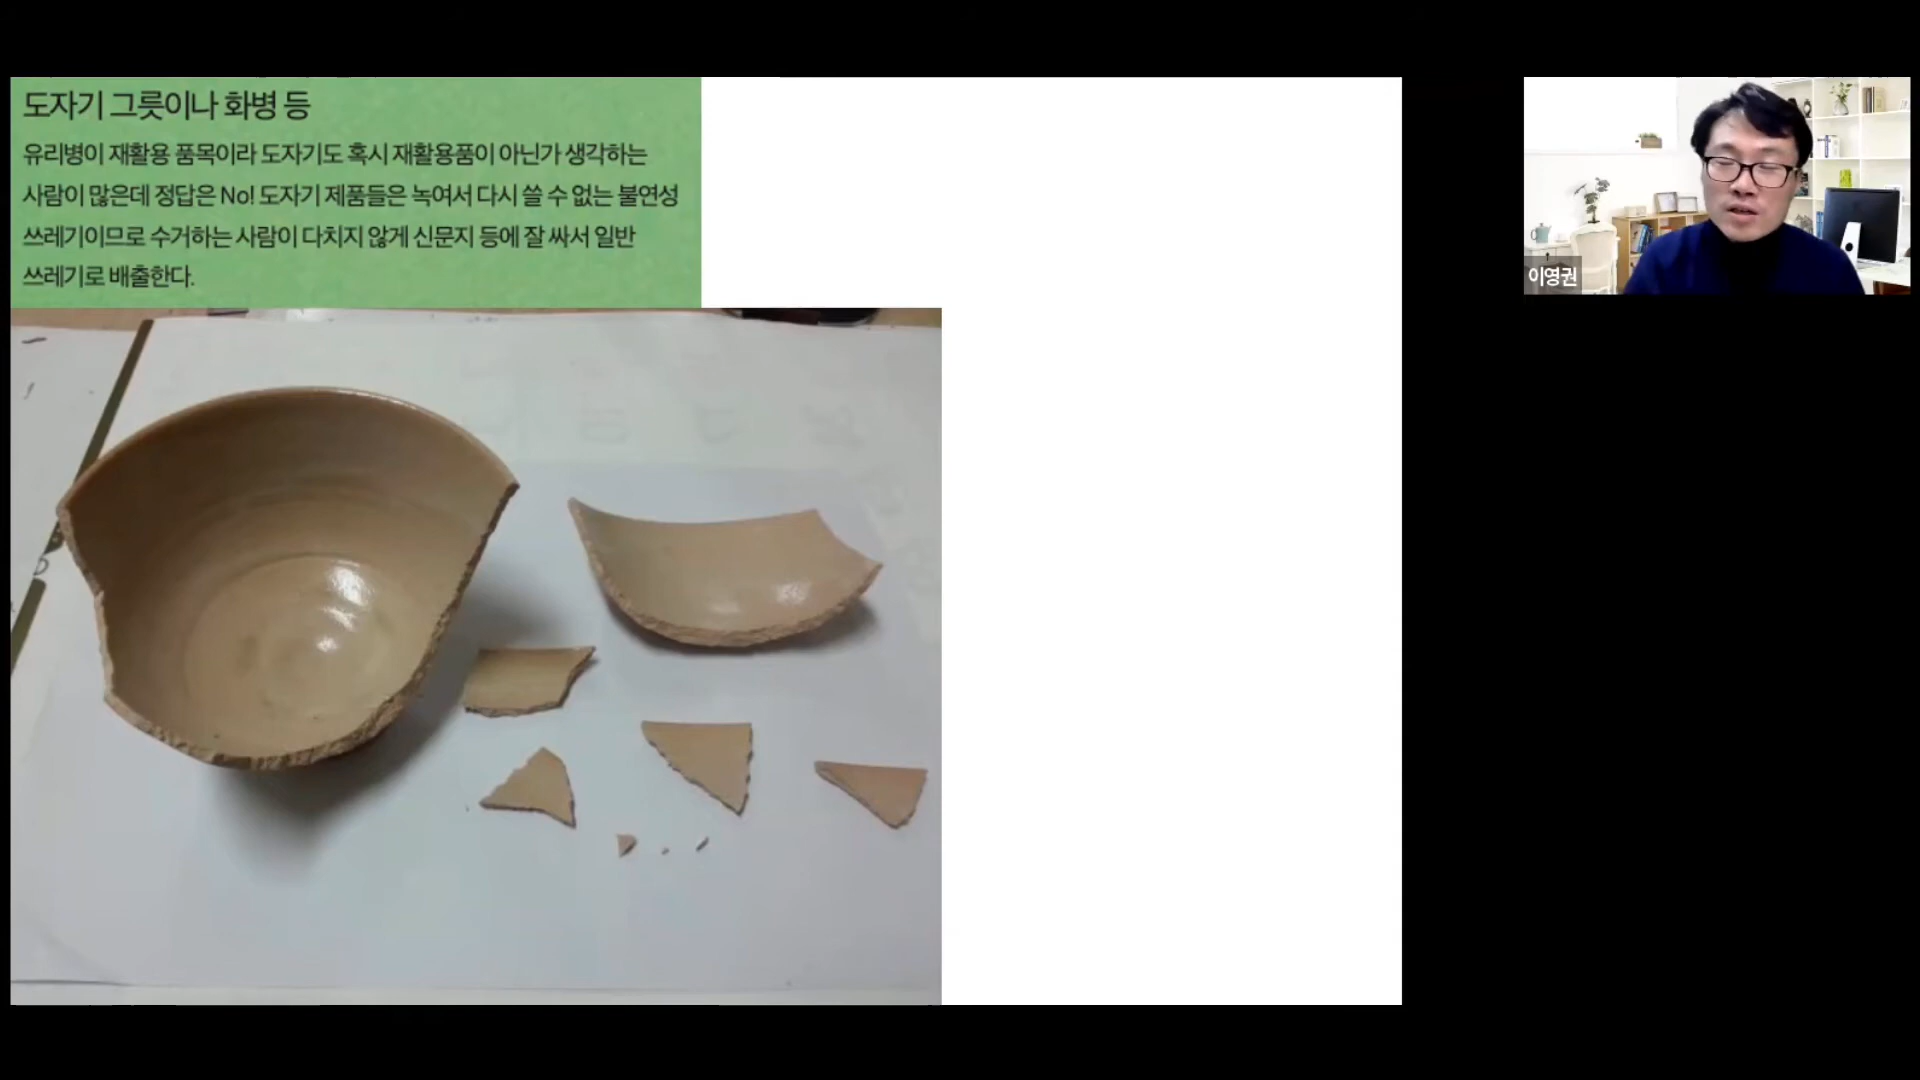 도자기 그릇이나 화병 등
유리병이 재활용 품목이라 도자기도 혹시 재활용품이 아닌가 생각하는
사람이 많은데 정답은 No! 도자기 제품들은 녹여서 다시 쓸 수 없는 불연성
쓰레기이므로 수거하는 사람이 다치지 않게 신문지 등에 잘 싸서 일반
쓰레기로 배출한다.
이영권